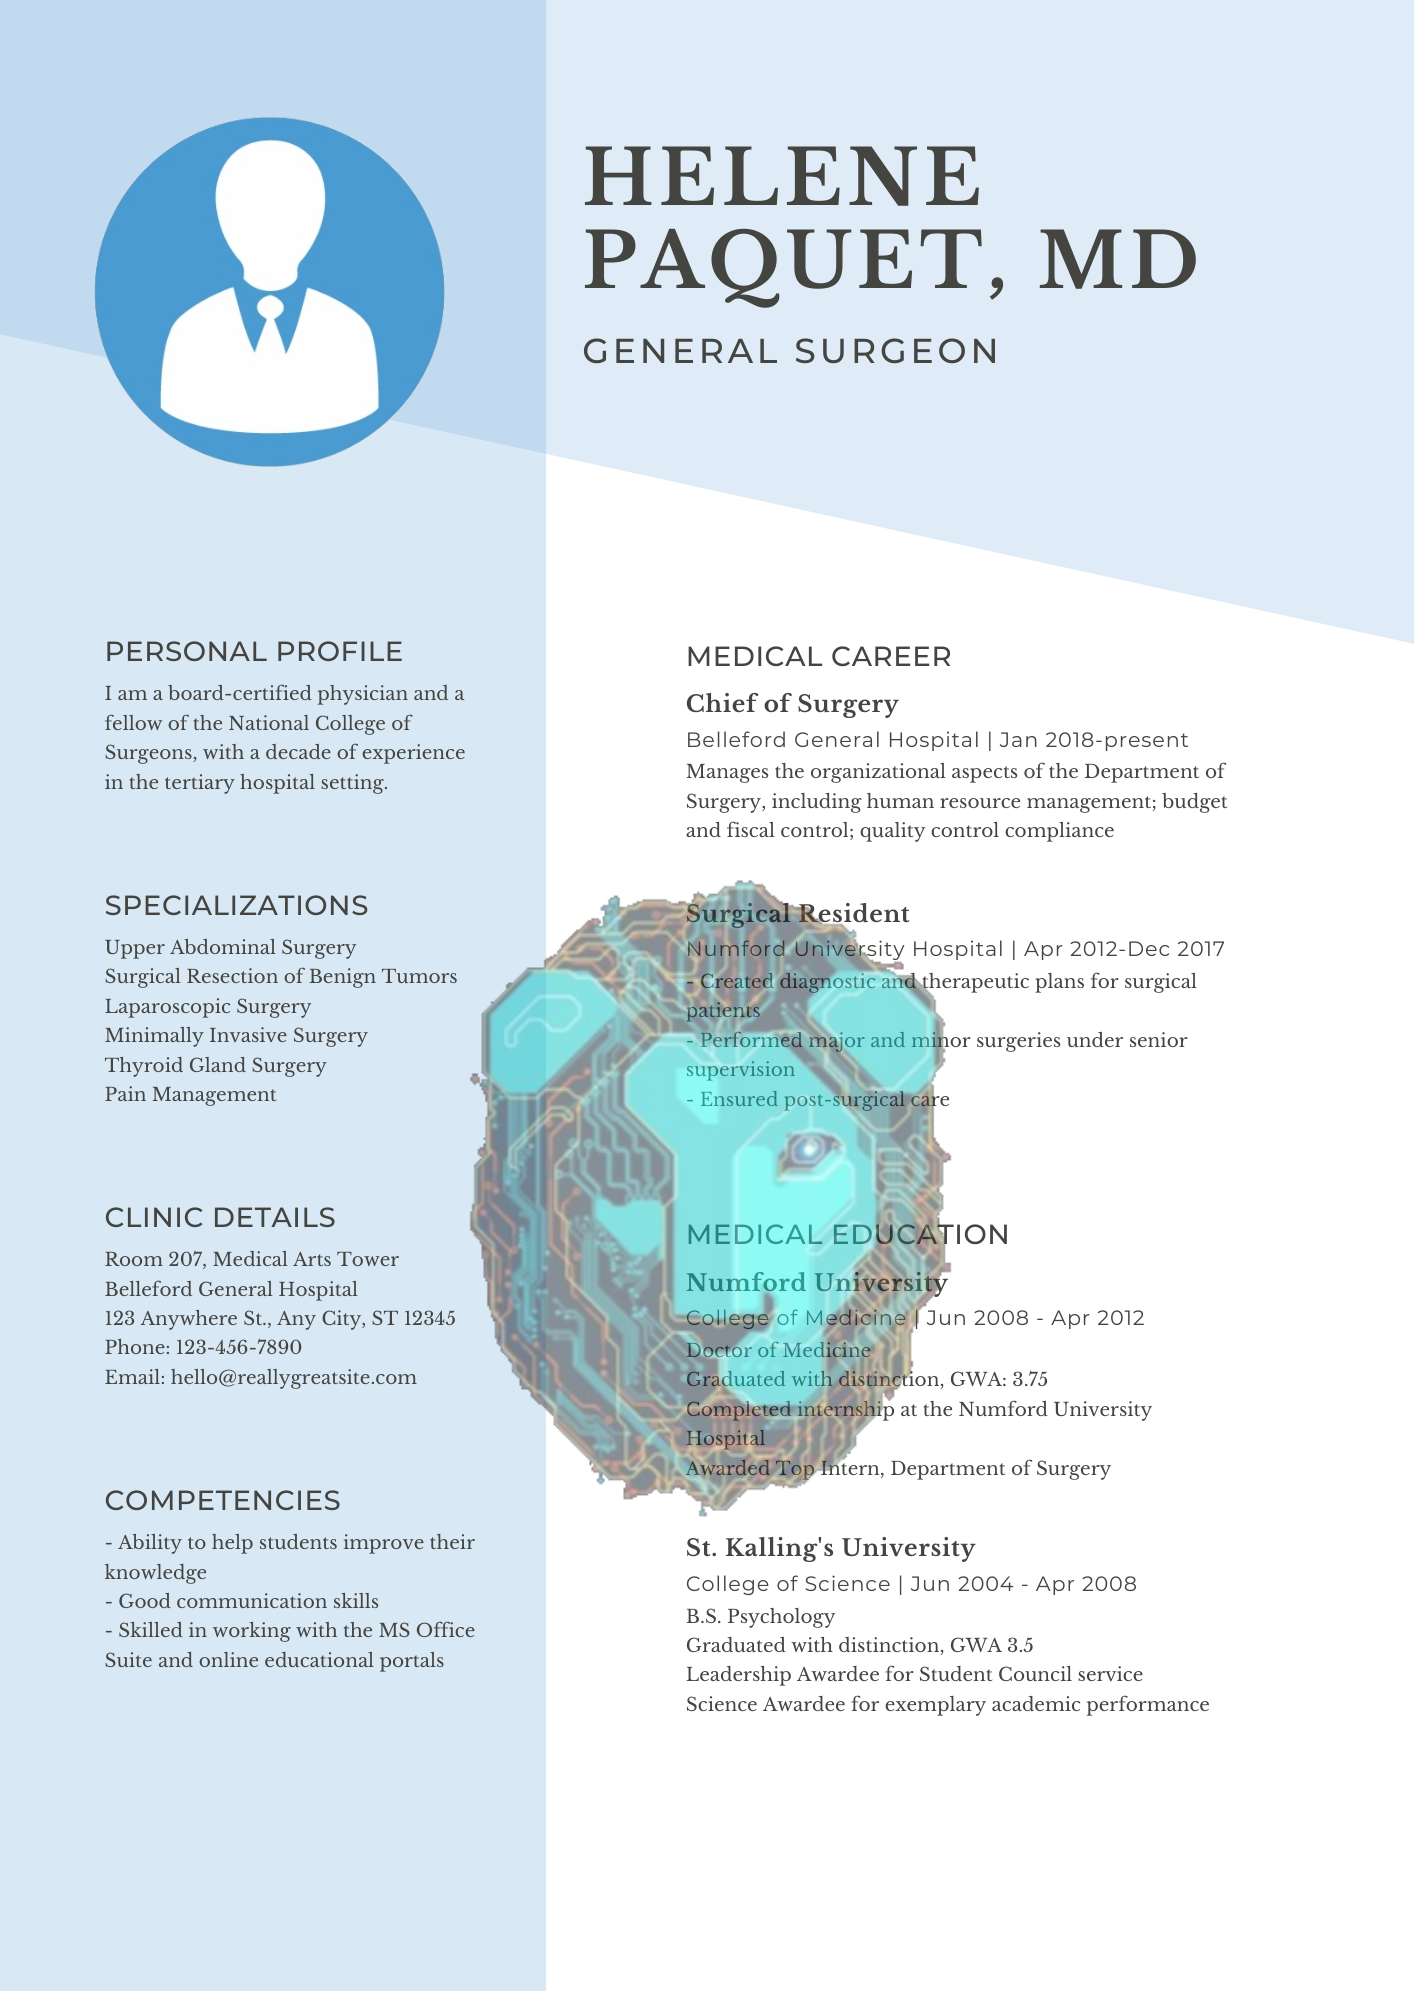 HELENE
PAQUET, MD
GENERAL SURGEON
PERSONAL PROFILE
I am a board-certified physician and a
fellow of the National College of
Surgeons, with a decade of experience
in the tertiary hospital setting.
SPECIALIZATIONS
Upper Abdominal Surgery
Surgical Resection of Benign Tumors
Laparoscopic Surgery
Minimally Invasive Surgery
Thyroid Gland Surgery
Pain Management
CLINIC DETAILS
Room 207, Medical Arts Tower
Belleford General Hospital
123 Anywhere St., Any City, ST 12345
Phone: 123-456-7890
Email: hello@reallygreatsite.com
COMPETENCIES
- Ability to help students improve their
knowledge
- Good communication skills
- Skilled in working with the MS Office
Suite and online educational portals
MEDICAL CAREER
Chief of Surgery
Belleford General Hospital | Jan 2018-present
Manages the organizational aspects of the Department of
Surgery, including human resource management; budget
and fiscal control; quality control compliance
Surgical Resident
Numford University Hospital | Apr 2012-Dec 2017
- Created diagnostic and therapeutic plans for surgical
patients
- Performed major and minor surgeries under senior
supervision
- Ensured post-surgical care
MEDICAL EDUCATION
Numford University
College of Medicine | Jun 2008 - Apr 2012
Doctor of Medicine
Graduated with distinction, GWA: 3.75
Completed internship at the Numford University
Hospital
Awarded Top Intern, Department of Surgery
St. Kalling's University
College of Science | Jun 2004 - Apr 2008
B.S. Psychology
Graduated with distinction, GWA 3.5
Leadership Awardee for Student Council service
Science Awardee for exemplary academic performance